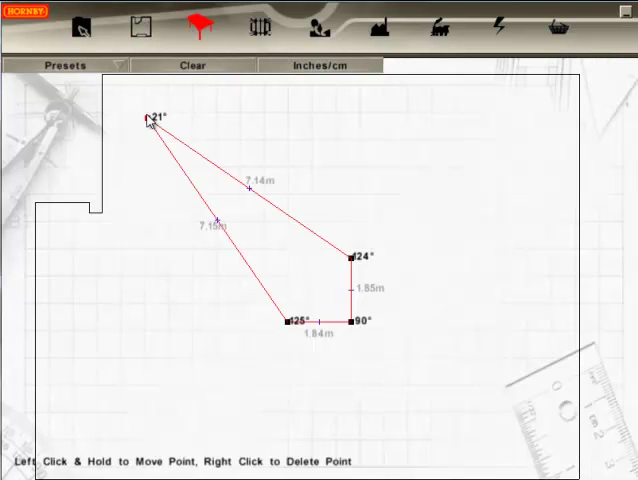 HORNBY
Presets
Clear
Inches/cm
21°
7.14m
7.15m
124°
1.85m
125°
90°
1.84m
Left Click & Hold to Move Point, Right Click to Delete Point